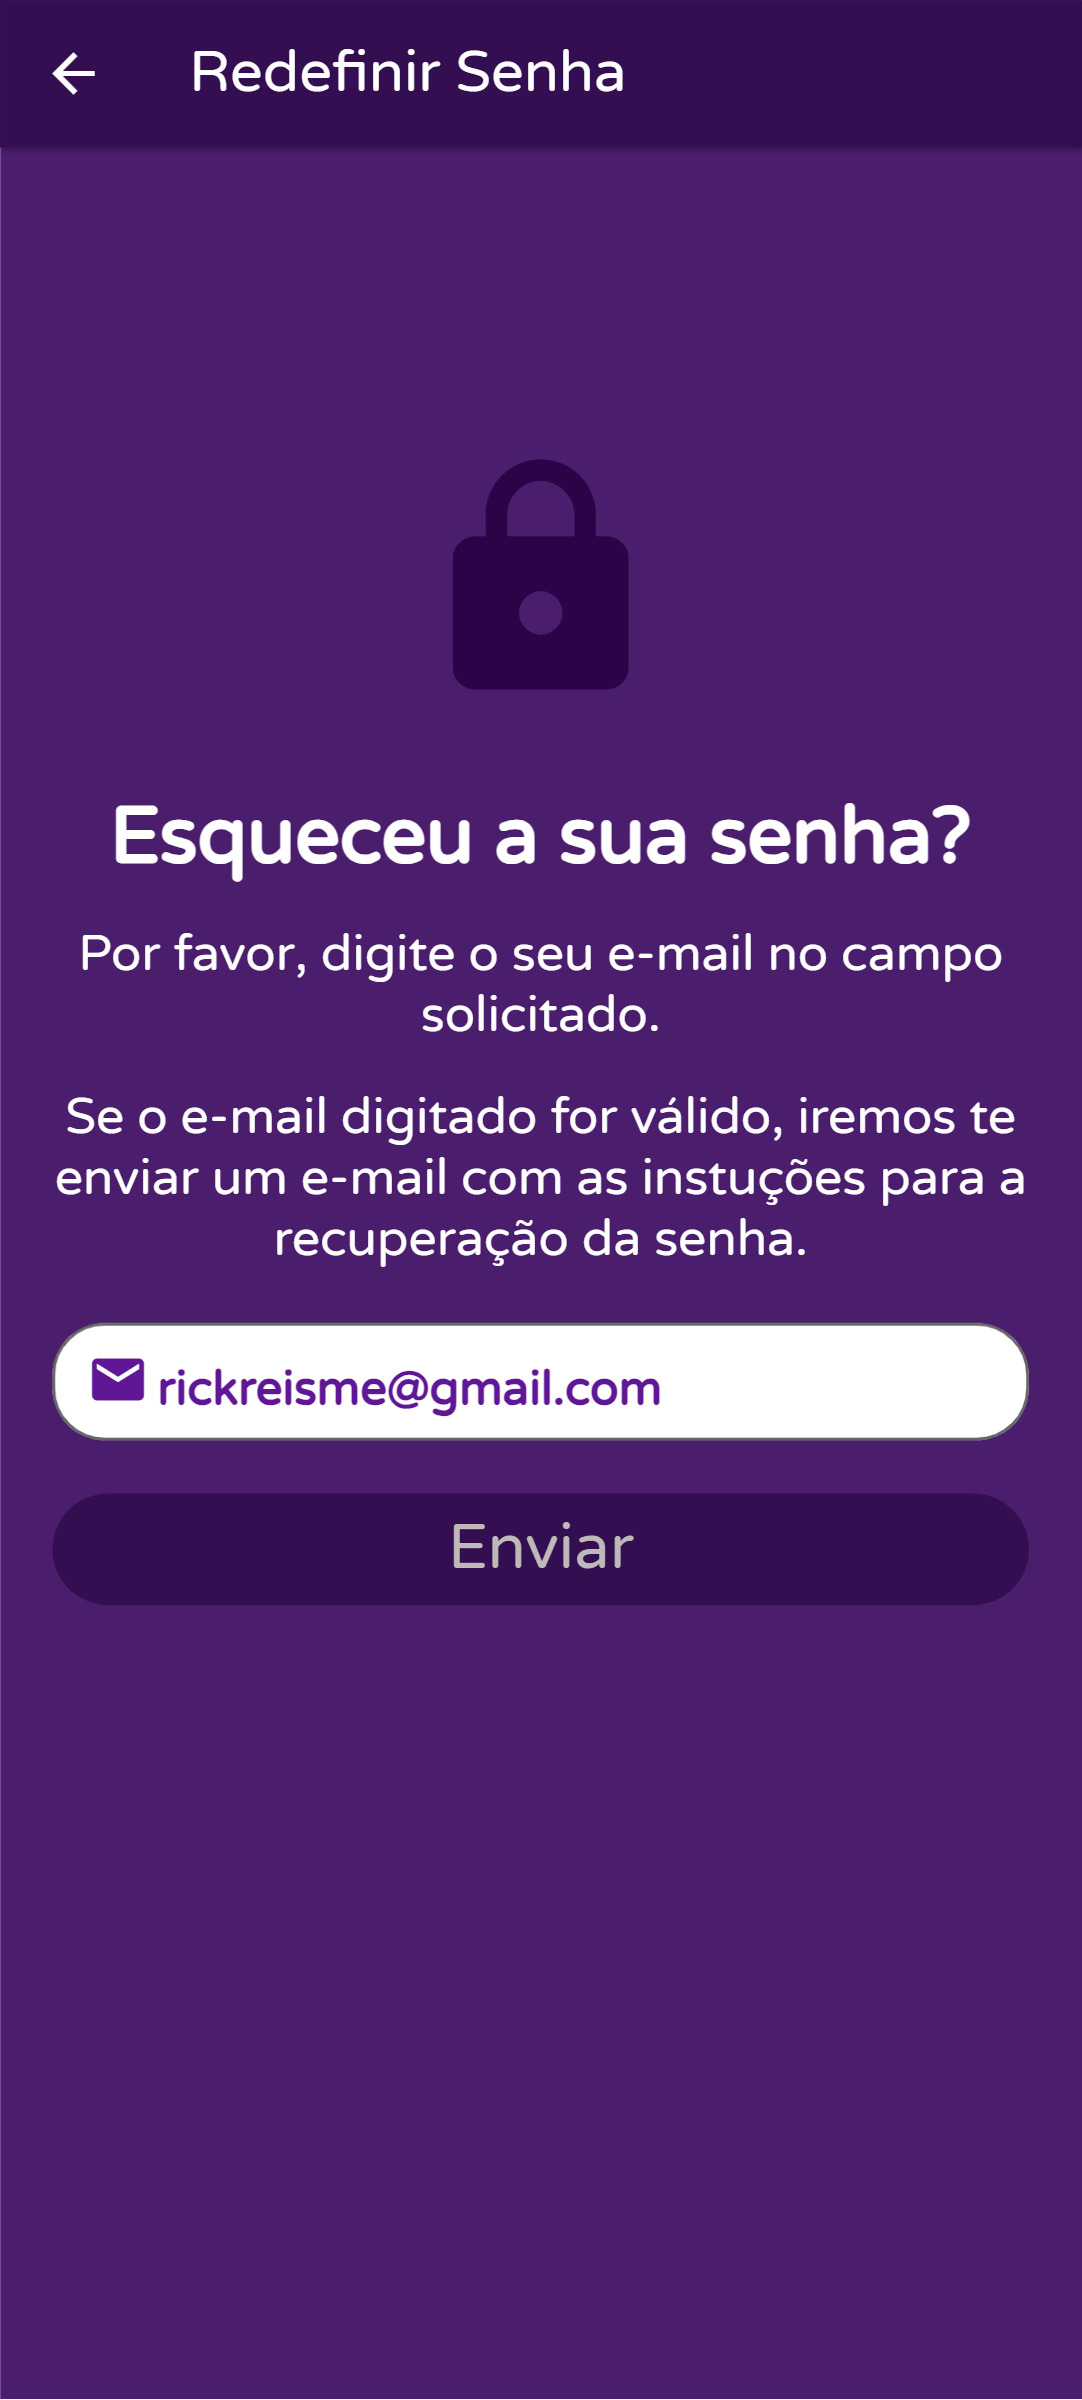 Redefinir Senha
Esqueceu a sua senha?
Por favor, digite o seu e-mail no campo
solicitado.
Se o e-mail digitado for válido, iremos te
enviar um e-mail com as instuções para a
recuperação da senha.
rickreisme@gmail.com
Enviar